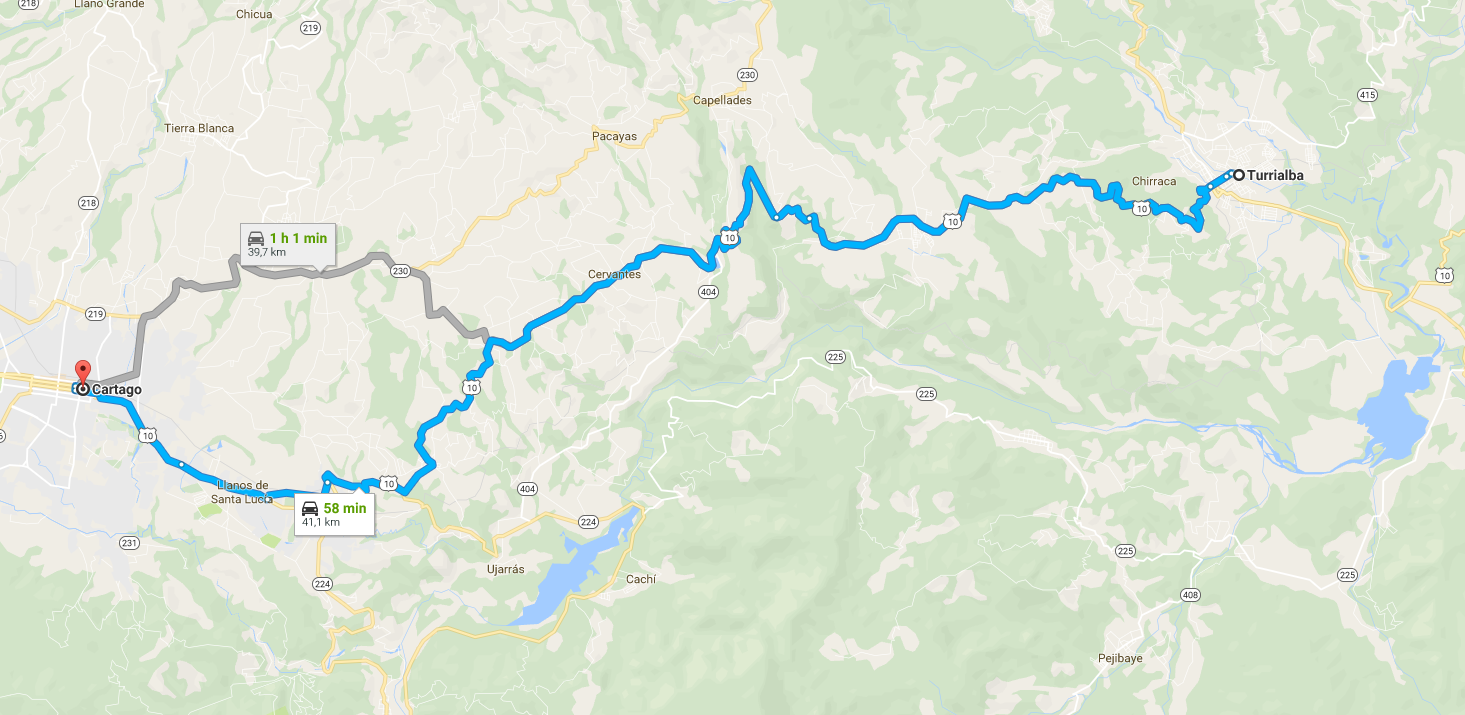 218
Llano Grande
Chicua
219
230
Capellades
415
Tierra Blanca
Pacayas
Chirraca
Turrialba
218
10
10
1 h 1 min
39,7 km
10
230
Cervantes
10
404
219
225
Cartago
10
225
10
Llanos de
Santa Lucía
10
404
58 min
41,1 km
224
231
225
Ujarrás
Cachí
225
224
408
Pejibaye